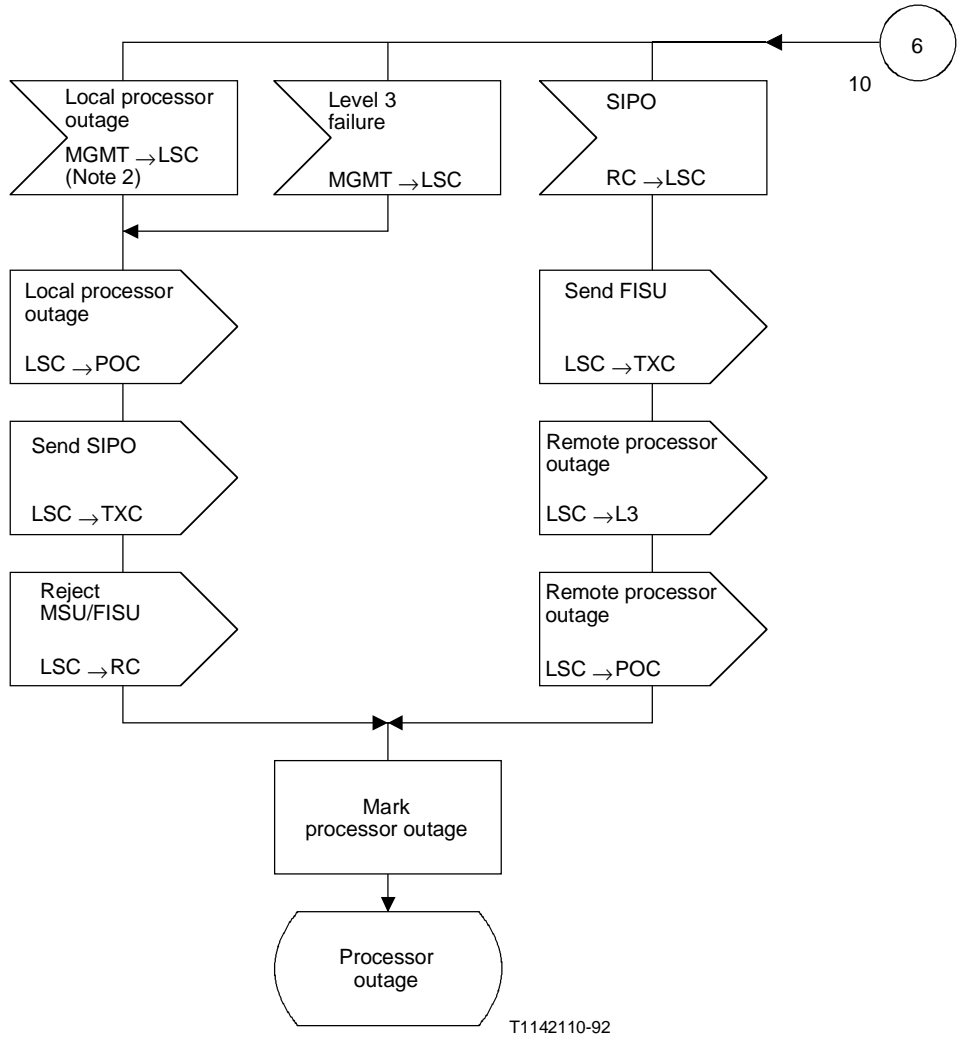 6
10
Local processor
outage
MGMT → LSC
(Note 2)
Level 3
failure
MGMT → LSC
SIPO
RC → LSC
Local processor
outage
LSC → POC
Send FISU
LSC → TXC
Send SIPO
LSC → TXC
Remote processor
outage
LSC → L3
Reject
MSU/FISU
LSC → RC
Remote processor
outage
LSC → POC
Mark
processor outage
Processor
outage
T1142110-92